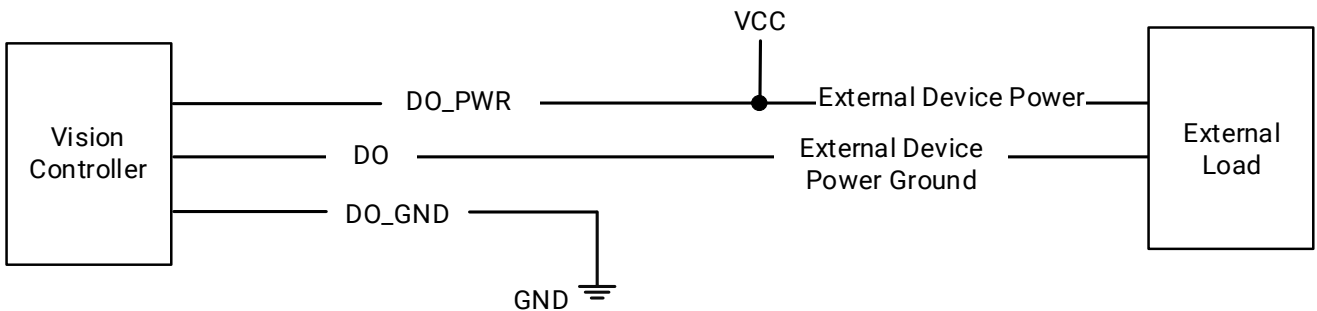 VCC
DO_PWR
External Device Power
Vision
Controller
DO
External Device
Power Ground
External
Load
DO_GND
GND